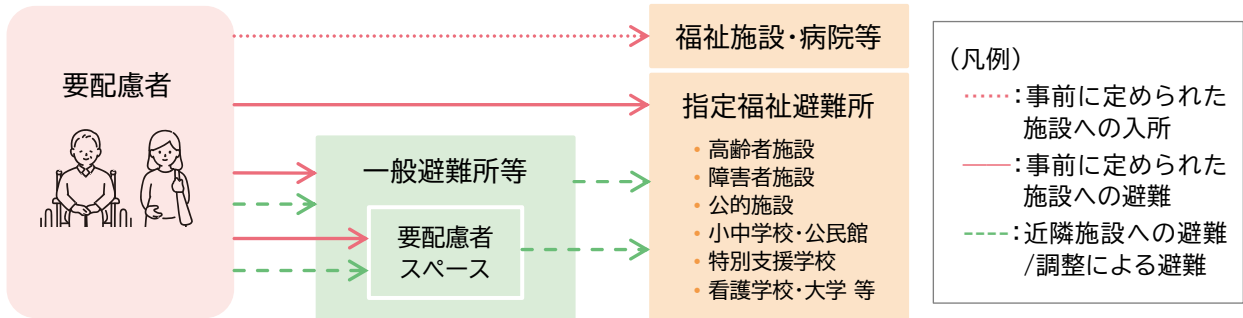 要配慮者
一般避難所等
要配慮者
スペース
福祉施設・病院等
指定福祉避難所
・高齢者施設
・障害者施設
・公的施設
・小中学校・公民館
・特別支援学校
・看護学校・大学 等
(凡例)
……：事前に定められた
施設への入所
――：事前に定められた
施設への避難
----：近隣施設への避難
/調整による避難